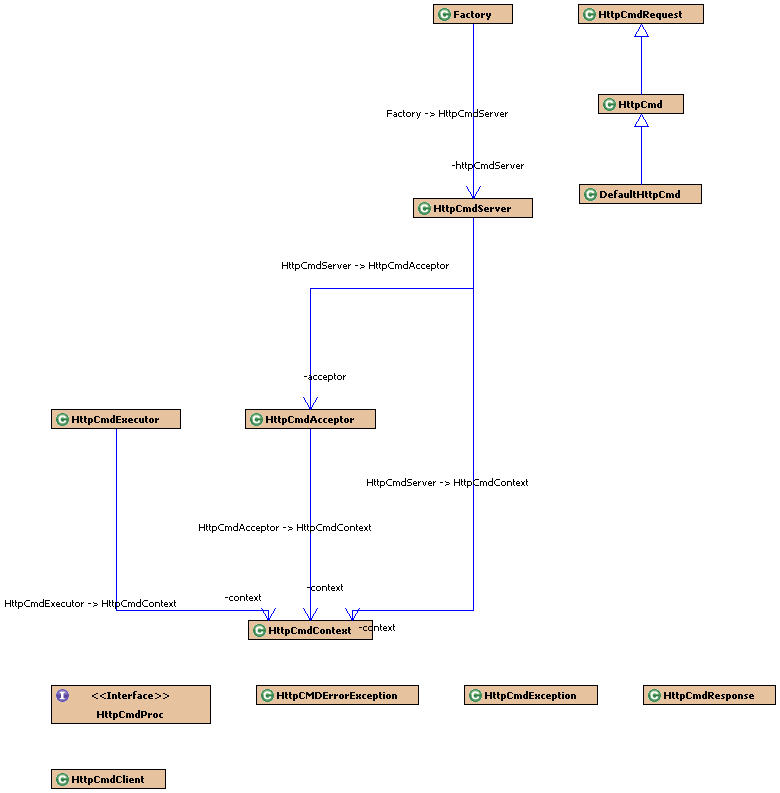 Factory
HttpCmdRequest
HttpCmd
Factory -> HttpCmdServer
-httpCmdServer
DefaultHttpCmd
HttpCmdServer
HttpCmdServer -> HttpCmdAcceptor
-acceptor
HttpCmdExecutor
HttpCmdAcceptor
HttpCmdServer -> HttpCmdContext
HttpCmdAcceptor -> HttpCmdContext
-context
-context
HttpCmdExecutor -> HttpCmdContext
HttpCmdContext
-context
<<Interface>>
HttpCmdProc
HttpCMDErrorException
HttpCmdException
HttpCmdResponse
HttpCmdClient